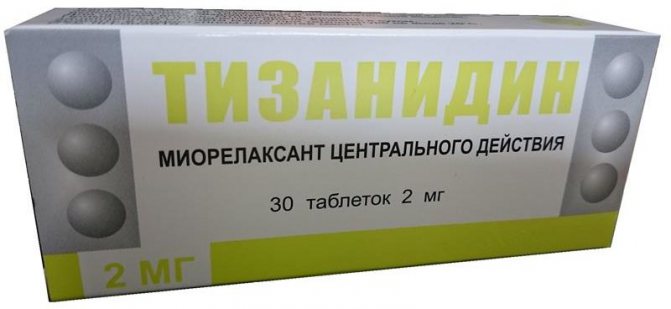 ТИЗАНИДИН
МИОРЕЛАКСАНТ ЦЕНТРАЛЬНОГО ДЕЙСТВИЯ
30 таблеток 2 мг
2 МГ